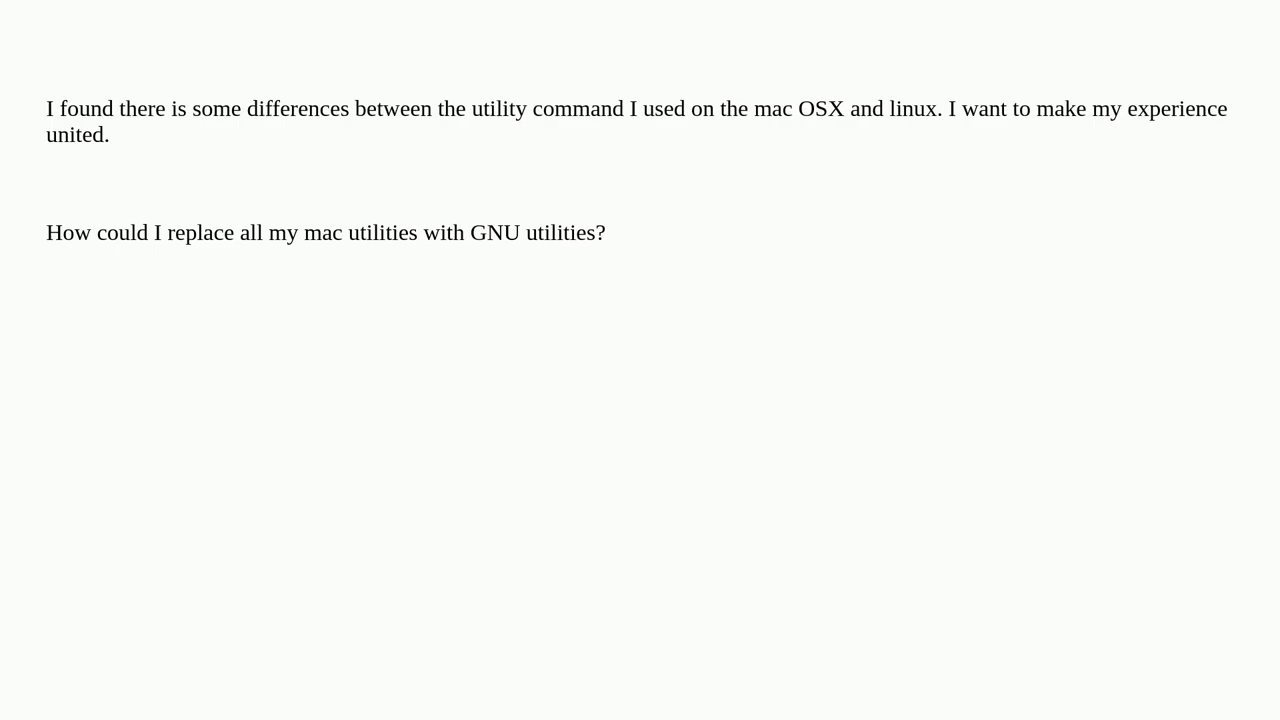 I found there is some differences between the utility command I used on the mac OSX and linux. I want to make my experience
united.
How could I replace all my mac utilities with GNU utilities?